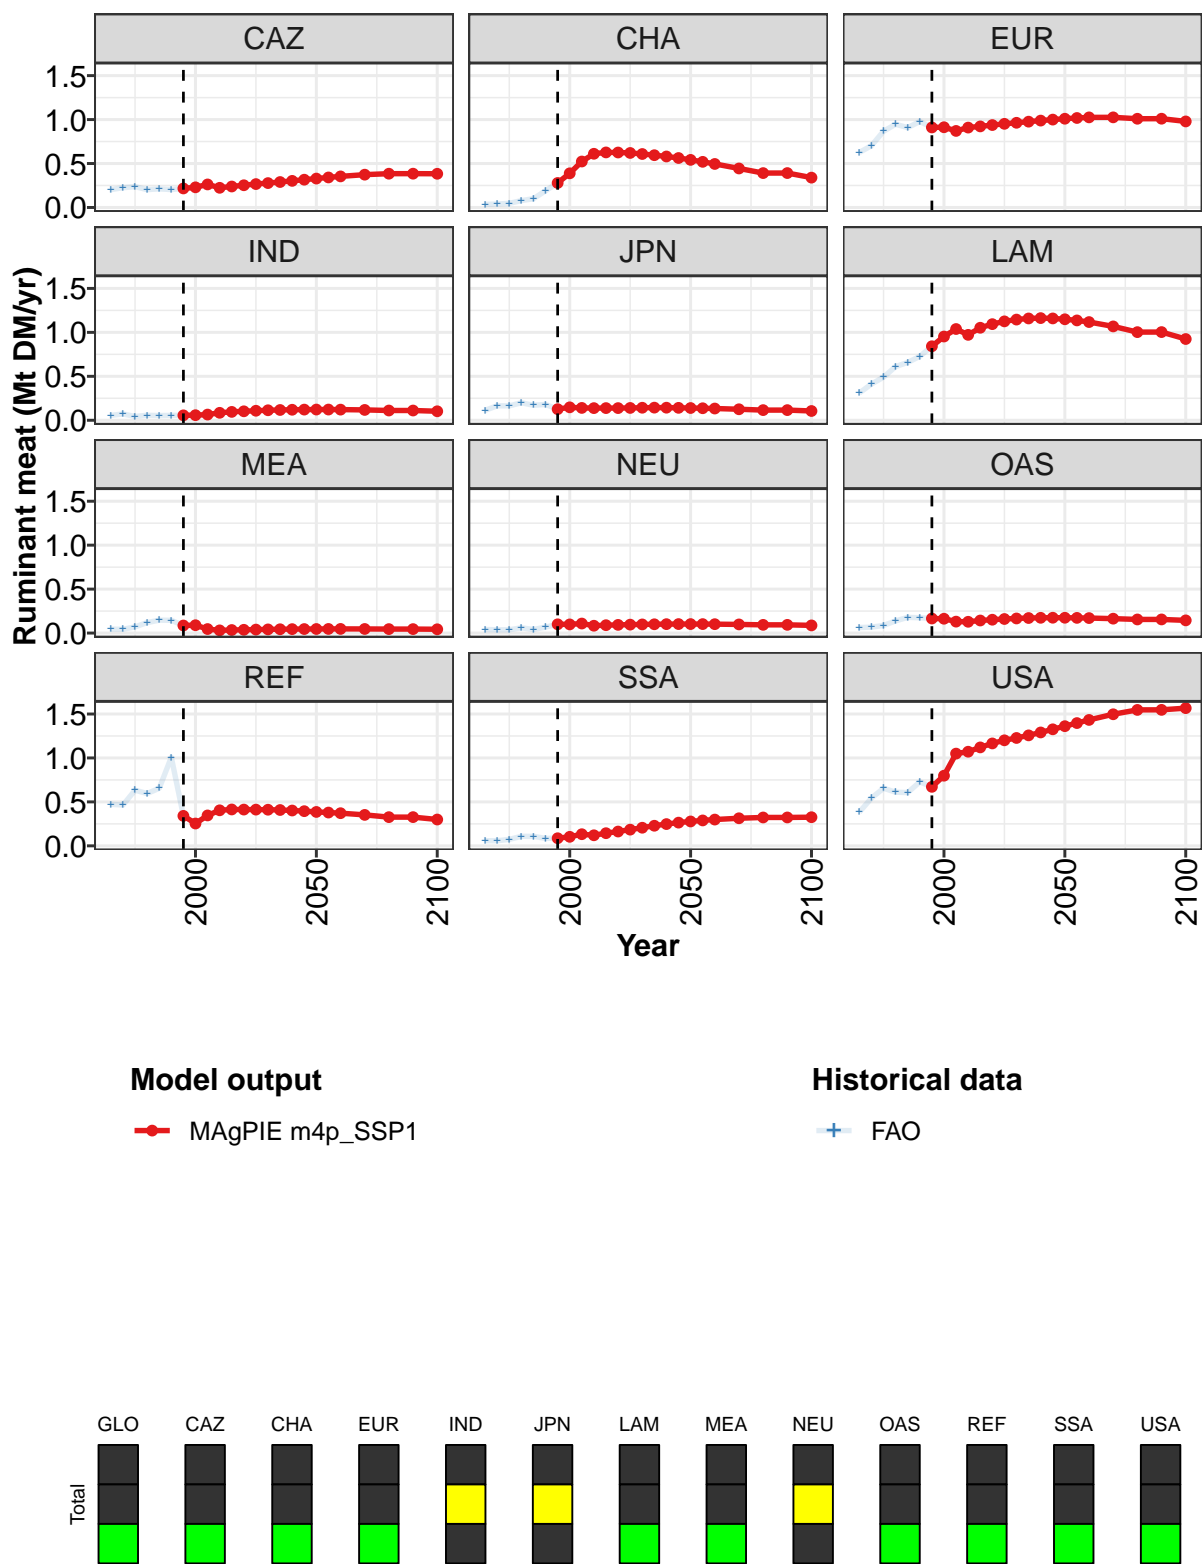 CAZ CHA EUR
1.5
1.0
0.5
0.0
IND JPN LAM
1.5
1.0
0.5
0.0
MEA NEU OAS
1.5
1.0
0.5
0.0
REF SSA USA
1.5
1.0
0.5
0.0
Ruminant meat (Mt DM/yr)
2000 2050 2100 2000 2050 2100 2000 2050 2100
Year
Model output Historical data
MAgPIE m4p_SSP1 FAO
GLO CAZ CHA EUR IND JPN LAM MEA NEU OAS REF SSA USA
Total